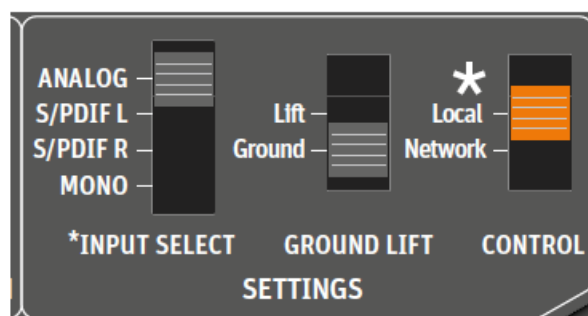 ANALOG
S/PDIF L
S/PDIF R
MONO
*INPUT SELECT
Lift
Ground
GROUND LIFT
*
Local
Network
CONTROL
SETTINGS